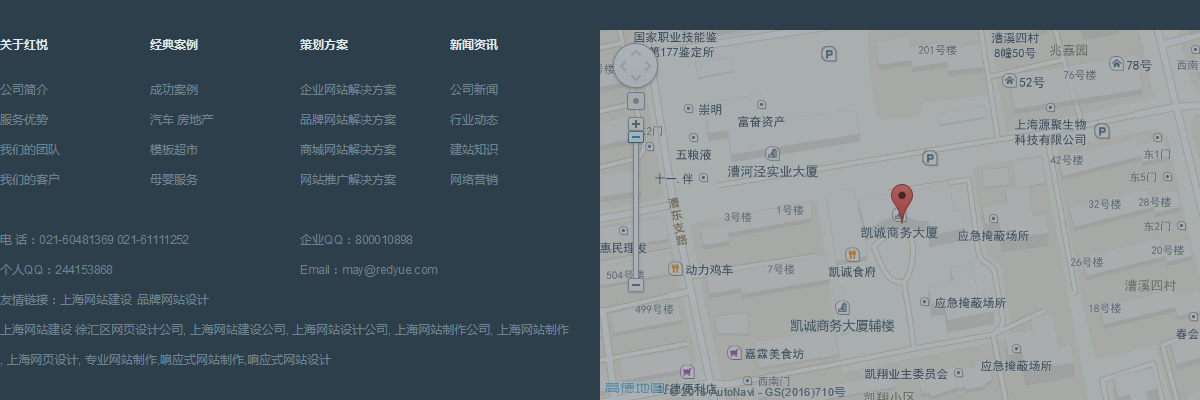 关于红悦 经典案例 策划方案 新闻资讯
公司简介 成功案例 企业网站解决方案 公司新闻
服务优势 汽车 房地产 品牌网站解决方案 行业动态
我们的团队 模板超市 商城网站解决方案 建站知识
我们的客户 母婴服务 网站推广解决方案 网络营销
电 话：021-60481369 021-61111252 企业QQ：800010898
个人QQ：244153868 Email：may@redyue.com
友情链接：上海网站建设 品牌网站设计
上海网站建设 徐汇区网页设计公司, 上海网站建设公司, 上海网站设计公司, 上海网站制作公司, 上海网站制作
, 上海网页设计, 专业网站制作,响应式网站制作,响应式网站设计
国家职业技能鉴
第177鉴定所
P
201号楼
漕溪四村
8幢50号
兆嘉园
76号楼
78号
西南
号楼
52号
崇明
富奋资产
上海源聚生物
科技有限公司
P
2门
五粮液
漕河泾实业大厦
P
42号楼
东1门
十一.伴
东5门
漕东支路
3号楼
1号楼
凯诚商务大厦
应急掩蔽场所
32号楼
28号楼
东2门
惠民理发
20号楼
504号楼
动力鸡车
7号楼
凯诚食府
26号楼
漕溪四村
499号楼
凯诚商务大厦辅楼
应急掩蔽场所
18号楼
春会
嘉霖美食坊
应急掩蔽场所
凯翔业主委员会
西南门
高德地图
好德便利店
AutoNavi - GS(2016)710号
凯翔小区